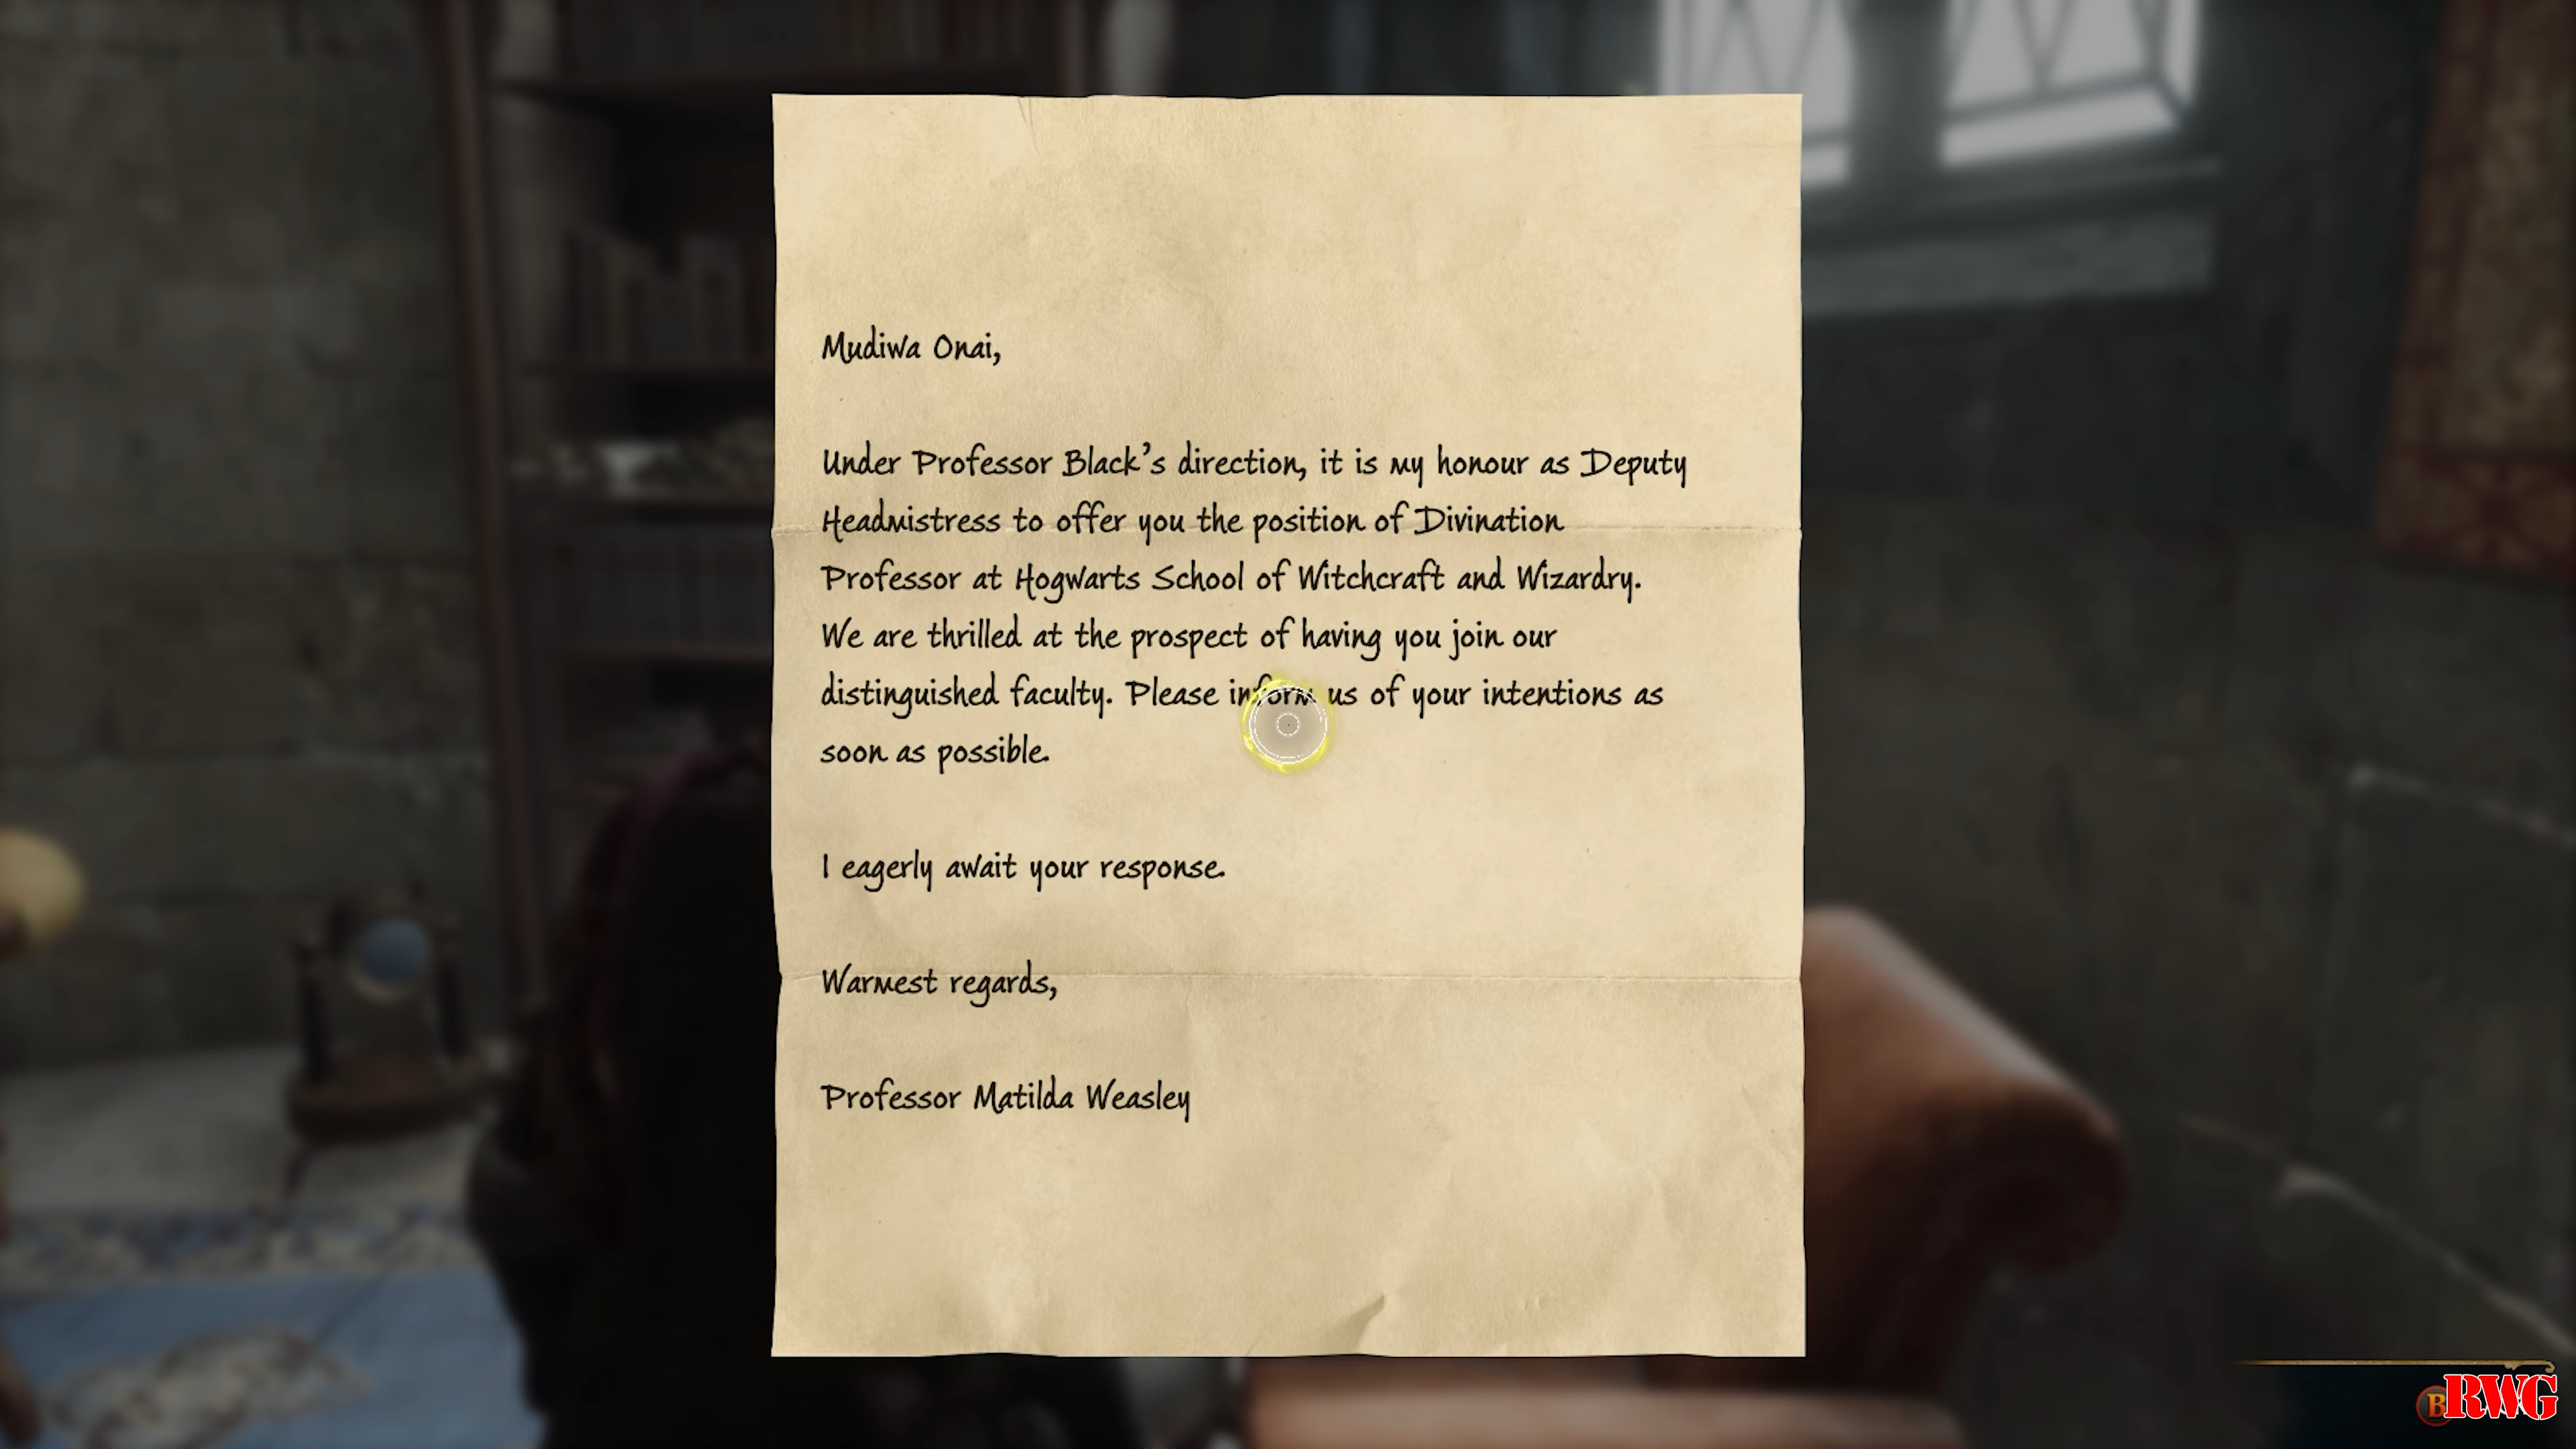 Mudiwa Onai,
Under Professor Black's direction, it is my honour as Deputy
Headmistress to offer you the position of Divination
Professor at Hogwarts School of Witchcraft and Wizardry.
We are thrilled at the prospect of having you join our
distinguished faculty. Please inform us of your intentions as
soon as possible.
I eagerly await your response.
Warmest regards,
Professor Matilda Weasley
B RWG